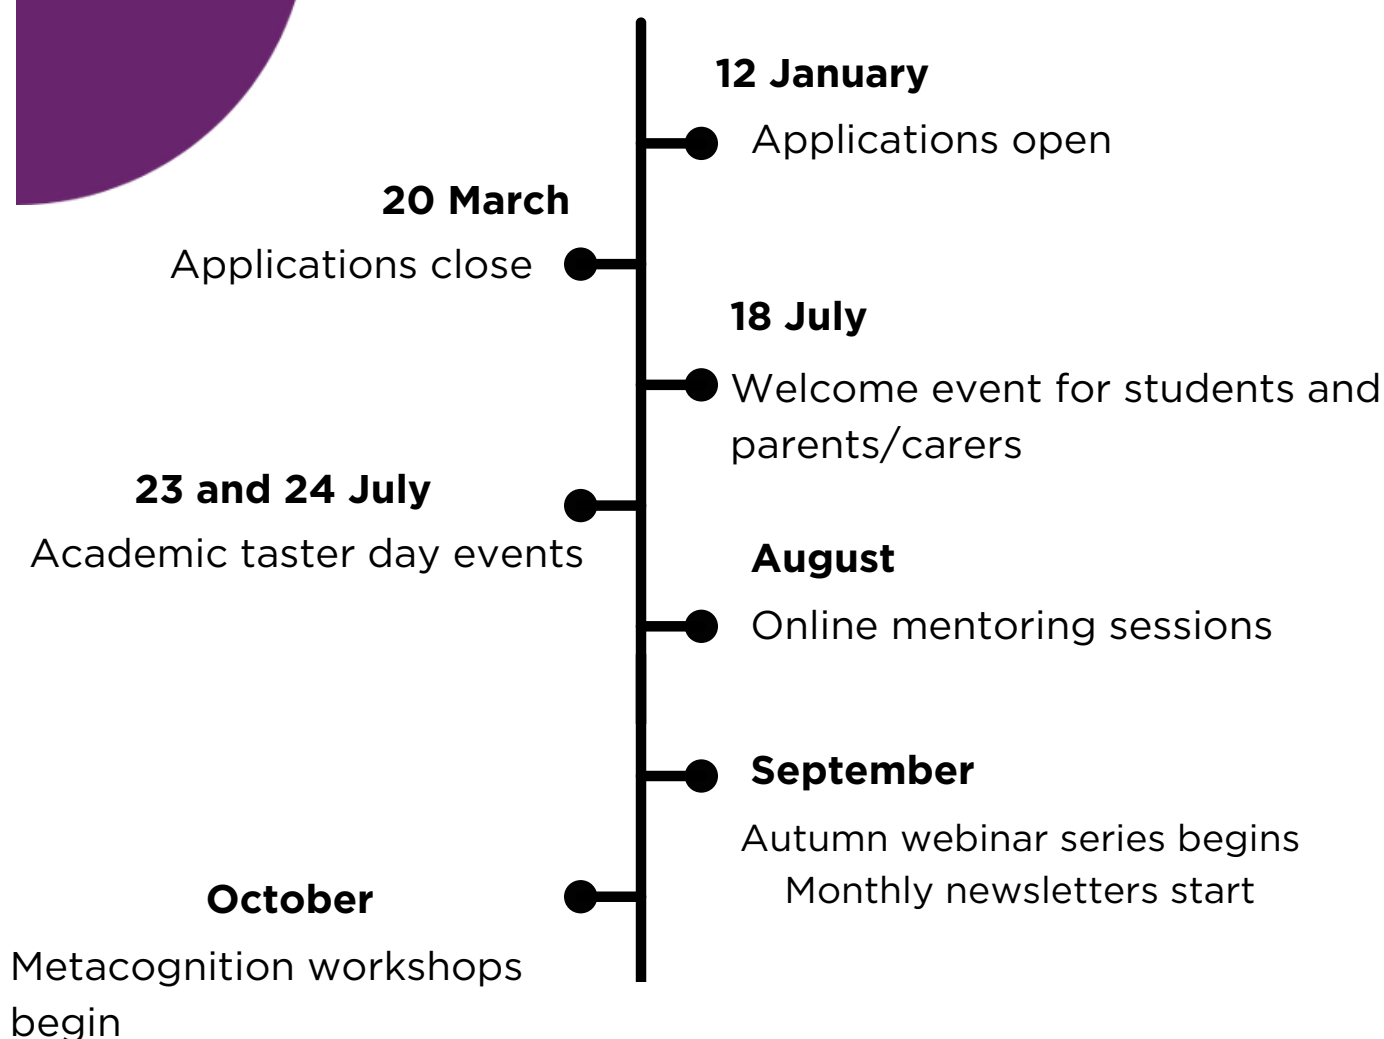 12 January
Applications open
20 March
Applications close
18 July
Welcome event for students and
parents/carers
23 and 24 July
Academic taster day events
August
Online mentoring sessions
September
Autumn webinar series begins
Monthly newsletters start
October
Metacognition workshops
begin